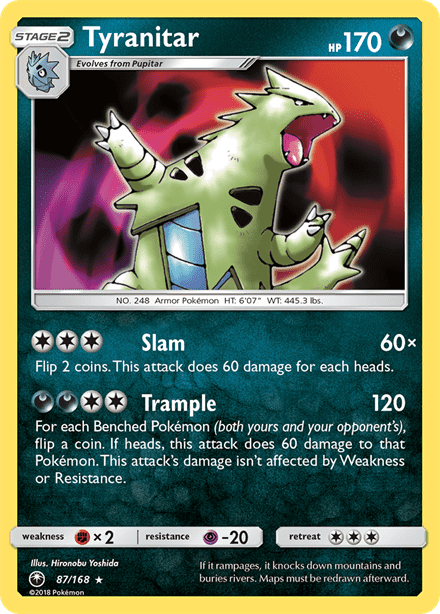 STAGE2
Tyranitar
HP170
Evolves from Pupitar
NO. 248 Armor Pokémon HT: 6'07" WT: 445.3 lbs.
Slam 60×
Flip 2 coins. This attack does 60 damage for each heads.
Trample 120
For each Benched Pokémon (both yours and your opponent's),
flip a coin. If heads, this attack does 60 damage to that
Pokémon. This attack's damage isn't affected by Weakness
or Resistance.
weakness ×2 resistance -20 retreat
Illus. Hironobu Yoshida
87/168 ★
©2018 Pokémon
If it rampages, it knocks down mountains and
buries rivers. Maps must be redrawn afterward.